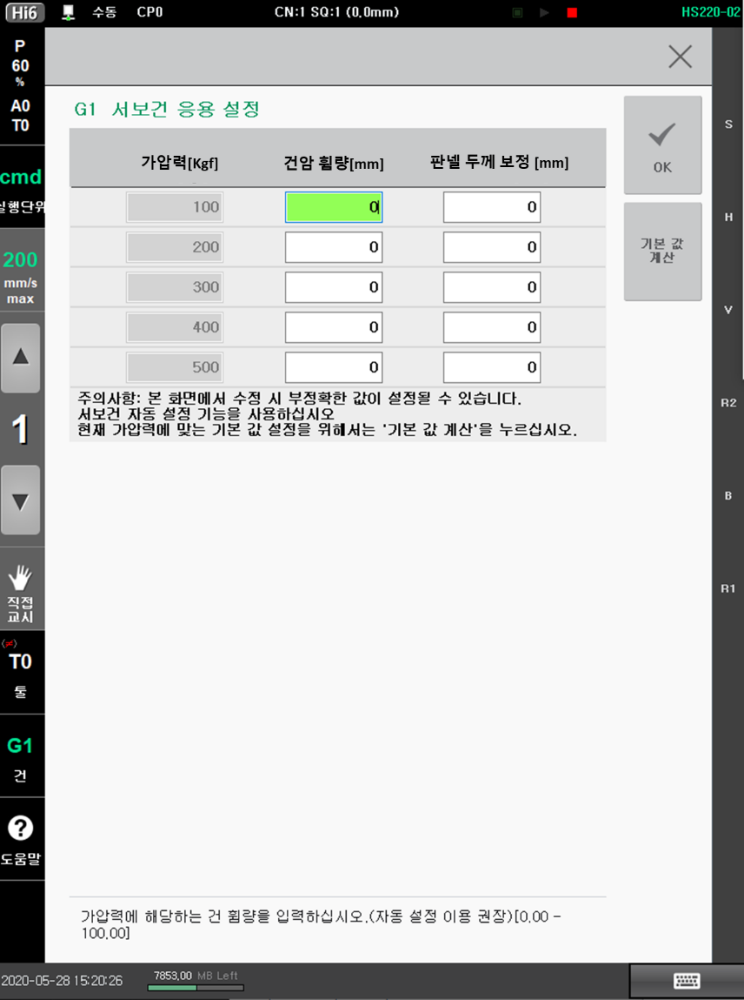 Hi6 수동 CP0 CN:1 SQ:1 (0.0mm) HS220-02
P
60
%
A0
T0
cmd
실행단위
200
mm/s
max
1
직접
교시
T0
툴
G1
건
?
도움말
G1 서보건 응용 설정
가압력[Kgf] 건암 휨량[mm] 판넬 두께 보정 [mm]
100 0 0
200 0 0
300 0 0
400 0 0
500 0 0
주의사항: 본 화면에서 수정 시 부정확한 값이 설정될 수 있습니다.
서보건 자동 설정 기능을 사용하십시오
현재 가압력에 맞는 기본 값 설정을 위해서는 '기본 값 계산'을 누르십시오.
OK
기본 값
계산
S
H
V
R2
B
R1
가압력에 해당하는 건 휨량을 입력하십시오.(자동 설정 이용 권장)[0.00 -
100.00]
2020-05-28 15:20:26 7853.00 MB Left